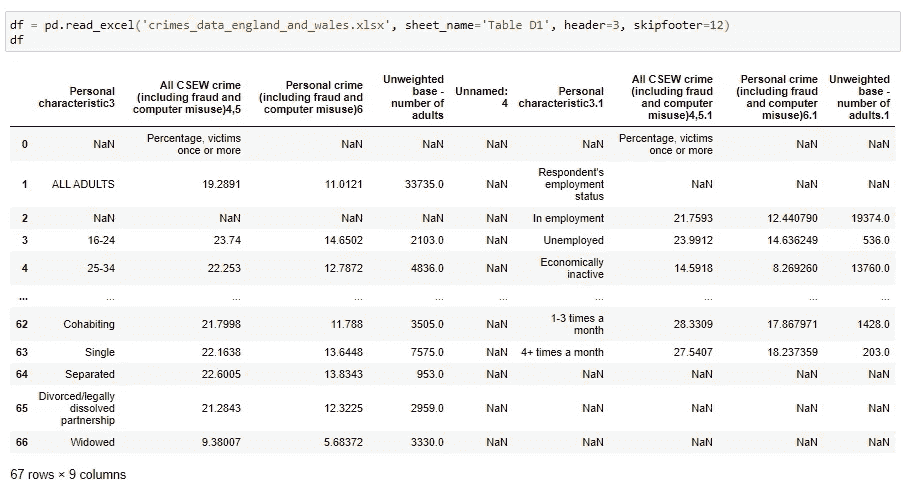 df = pd.read_excel('crimes_data_england_and_wales.xlsx', sheet_name='Table D1', header=3, skipfooter=12)
df
Personal characteristic3 All CSEW crime (including fraud and computer misuse)4,5 Personal crime (including fraud and computer misuse)6 Unweighted base - number of adults Unnamed: 4 Personal characteristic3.1 All CSEW crime (including fraud and computer misuse)4,5.1 Personal crime (including fraud and computer misuse)6.1 Unweighted base - number of adults.1
0 NaN Percentage, victims once or more NaN NaN NaN NaN Percentage, victims once or more NaN NaN
1 ALL ADULTS 19.2891 11.0121 33735.0 NaN Respondent's employment status NaN NaN NaN
2 NaN NaN NaN NaN NaN In employment 21.7593 12.440790 19374.0
3 16-24 23.74 14.6502 2103.0 NaN Unemployed 23.9912 14.636249 536.0
4 25-34 22.253 12.7872 4836.0 NaN Economically inactive 14.5918 8.269260 13760.0
... ... ... ... ... ... ... ... ... ...
62 Cohabiting 21.7998 11.788 3505.0 NaN 1-3 times a month 28.3309 17.867971 1428.0
63 Single 22.1638 13.6448 7575.0 NaN 4+ times a month 27.5407 18.237359 203.0
64 Separated 22.6005 13.8343 953.0 NaN NaN NaN NaN NaN
65 Divorced/legally dissolved partnership 21.2843 12.3225 2959.0 NaN NaN NaN NaN NaN
66 Widowed 9.38007 5.68372 3330.0 NaN NaN NaN NaN NaN
67 rows × 9 columns